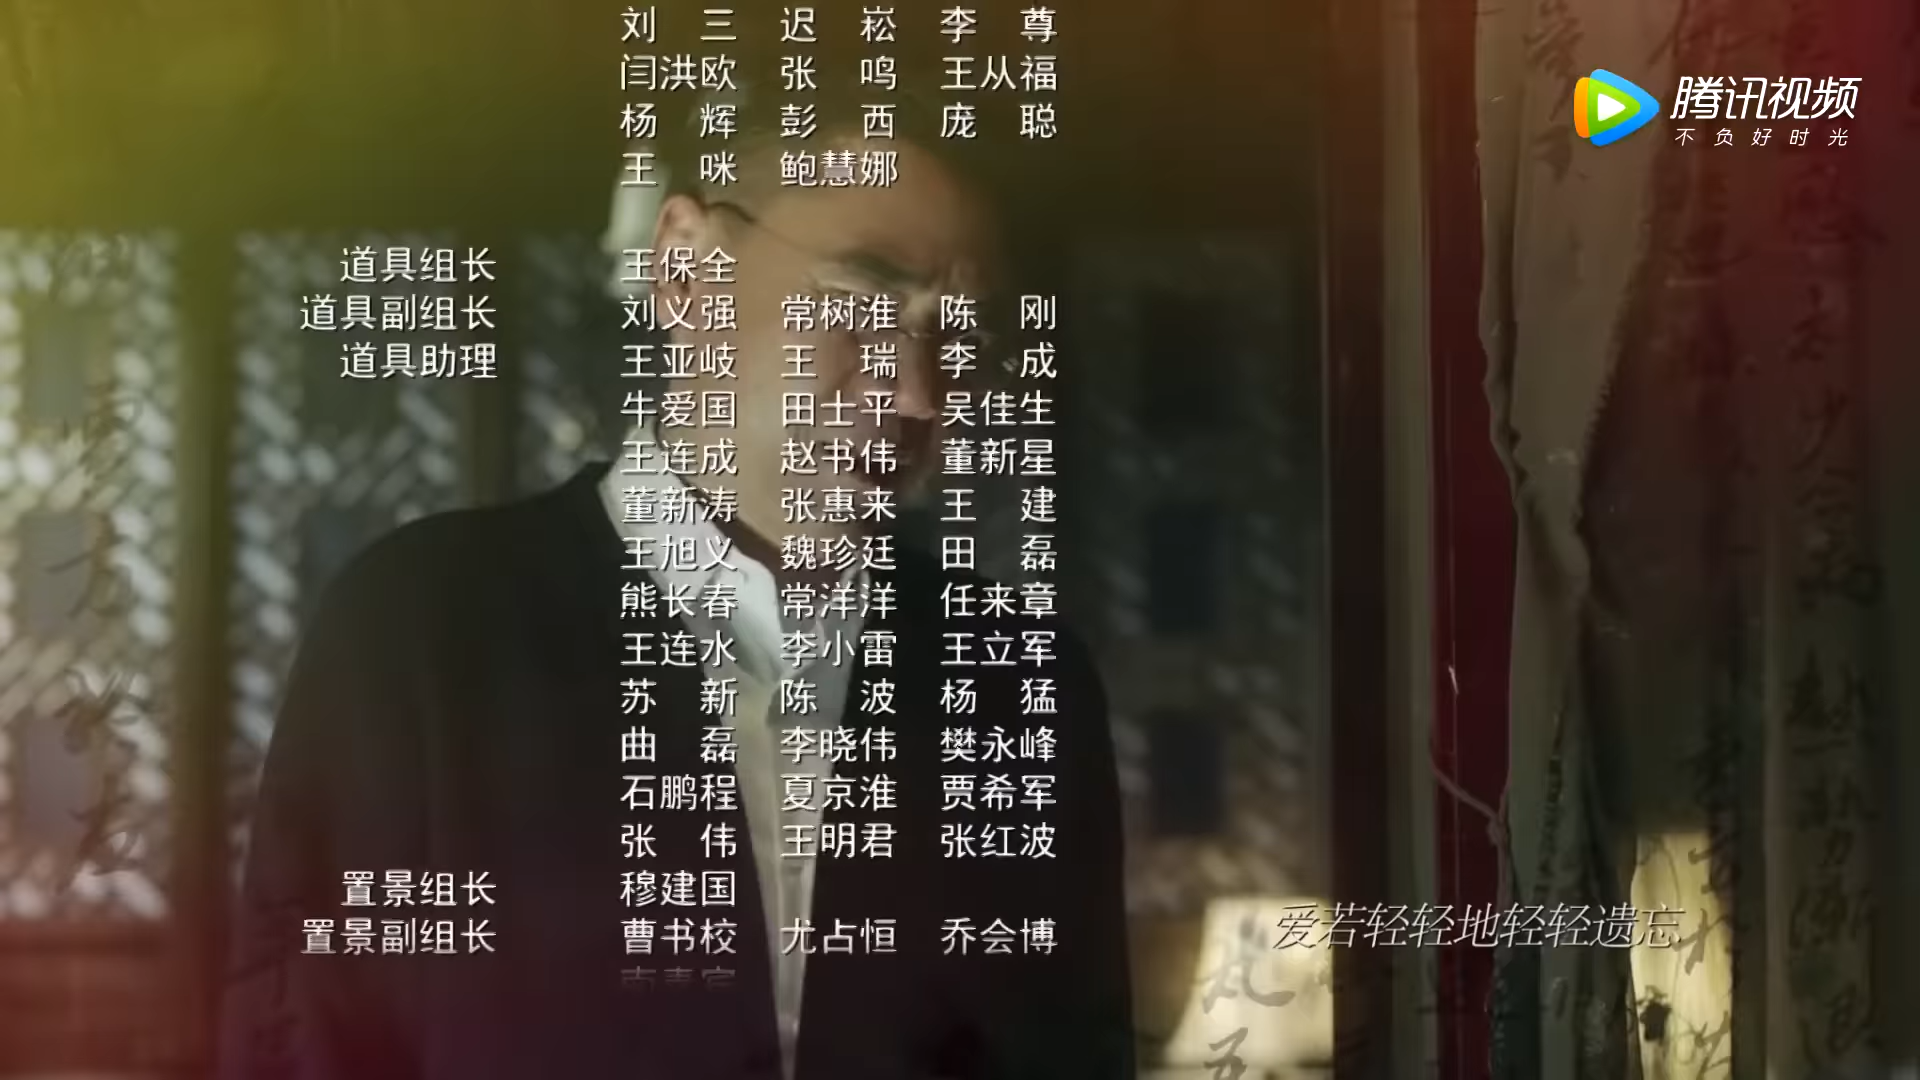 刘三 迟崧 李尊
闫洪欧 张鸣 王从福
杨辉 彭西 庞聪
王咪 鲍慧娜
腾讯视频
不负好时光
道具组长 王保全
道具副组长 刘义强 常树淮 陈刚
道具助理 王亚岐 王瑞 李成
牛爱国 田士平 吴佳生
王连成 赵书伟 董新星
董新涛 张惠来 王建
王旭义 魏珍廷 田磊
熊长春 常洋洋 任来章
王连水 李小雷 王立军
苏新 陈波 杨猛
曲磊 李晓伟 樊永峰
石鹏程 夏京淮 贾希军
张伟 王明君 张红波
置景组长 穆建国
置景副组长 曹书校 尤占恒 乔会博
爱若轻轻地轻轻遗忘